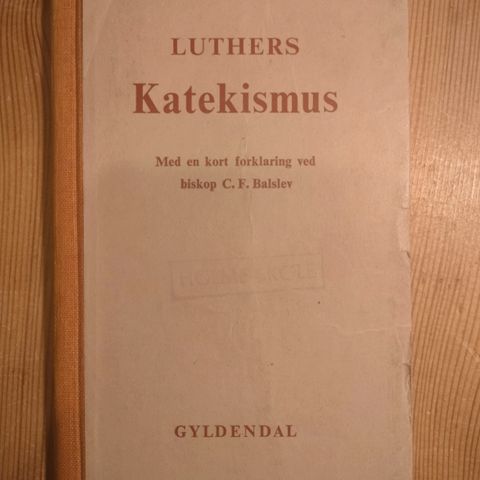 LUTHERS
Katekismus
Med en kort forklaring ved
biskop C. F. Balslev
GYLDENDAL